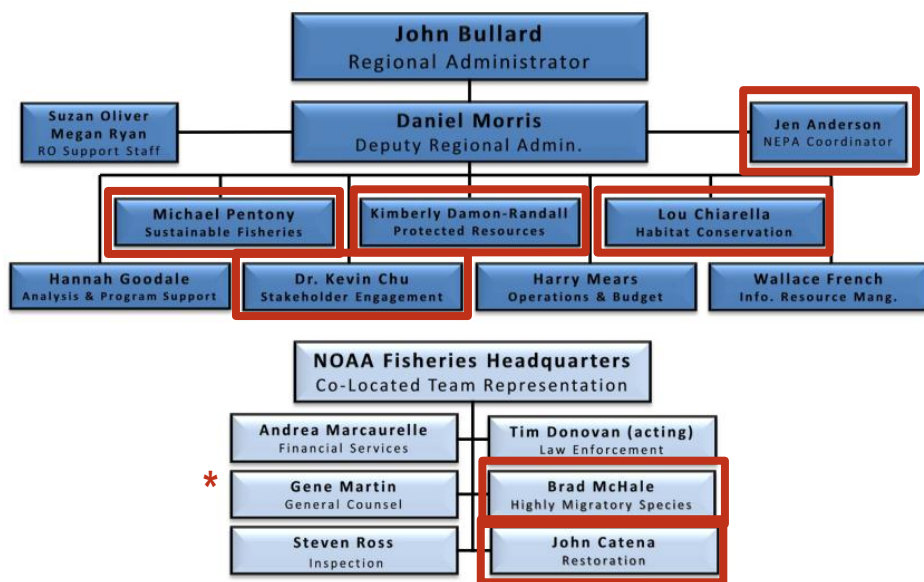 John Bullard
Regional Administrator
Suzan Oliver
Megan Ryan
RO Support Staff
Daniel Morris
Deputy Regional Admin.
Jen Anderson
NEPA Coordinator
Michael Pentony
Sustainable Fisheries
Kimberly Damon-Randall
Protected Resources
Lou Chiarella
Habitat Conservation
Hannah Goodale
Analysis & Program Support
Dr. Kevin Chu
Stakeholder Engagement
Harry Mears
Operations & Budget
Wallace French
Info. Resource Mang.
NOAA Fisheries Headquarters
Co-Located Team Representation
Andrea Marcaurelle
Financial Services
Tim Donovan (acting)
Law Enforcement
*
Gene Martin
General Counsel
Brad McHale
Highly Migratory Species
Steven Ross
Inspection
John Catena
Restoration